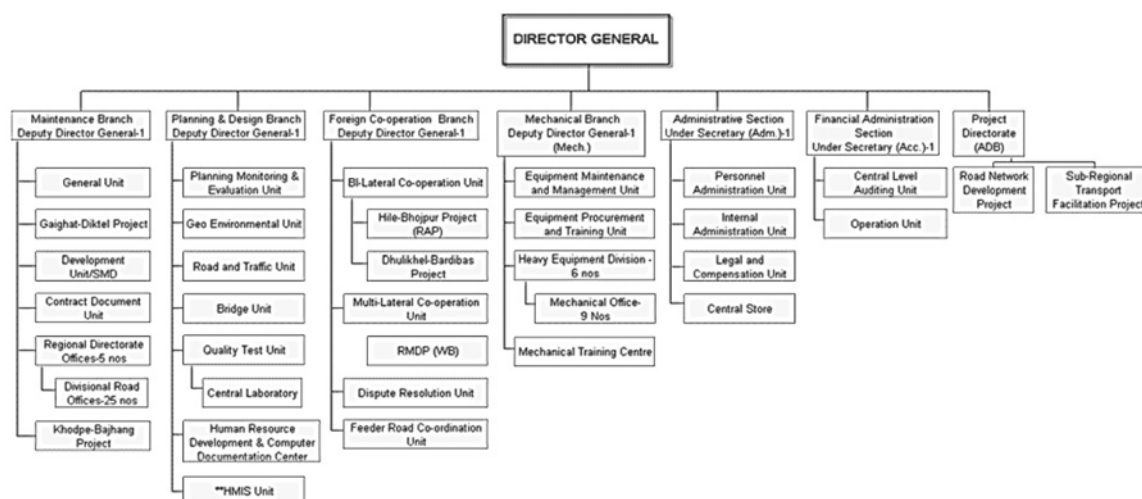 DIRECTOR GENERAL
Maintenance Branch
Deputy Director General-1
Planning & Design Branch
Deputy Director General-1
Foreign Co-operation Branch
Deputy Director General-1
Mechanical Branch
Deputy Director General-1
(Mech.)
Administrative Section
Under Secretary (Adm.)-1
Financial Administration
Section
Under Secretary (Acc.)-1
Project
Directorate
(ADB)
General Unit
Gaighat-Diktel Project
Development
Unit/SMD
Contract Document
Unit
Regional Directorate
Offices-5 nos
Divisional Road
Offices-25 nos
Khodpe-Bajhang
Project
Planning Monitoring &
Evaluation Unit
Geo Environmental Unit
Road and Traffic Unit
Bridge Unit
Quality Test Unit
Central Laboratory
Human Resource
Development & Computer
Documentation Center
**HMIS Unit
BI-Lateral Co-operation Unit
Hile-Bhojpur Project
(RAP)
Dhulikhel-Bardibas
Project
Multi-Lateral Co-operation
Unit
RMDP (WB)
Dispute Resolution Unit
Feeder Road Co-ordination
Unit
Equipment Maintenance
and Management Unit
Equipment Procurement
and Training Unit
Heavy Equipment Division -
6 nos
Mechanical Office-
9 Nos
Mechanical Training Centre
Personnel
Administration Unit
Internal
Administration Unit
Legal and
Compensation Unit
Central Store
Central Level
Auditing Unit
Operation Unit
Road Network
Development
Project
Sub-Regional
Transport
Facilitation Project